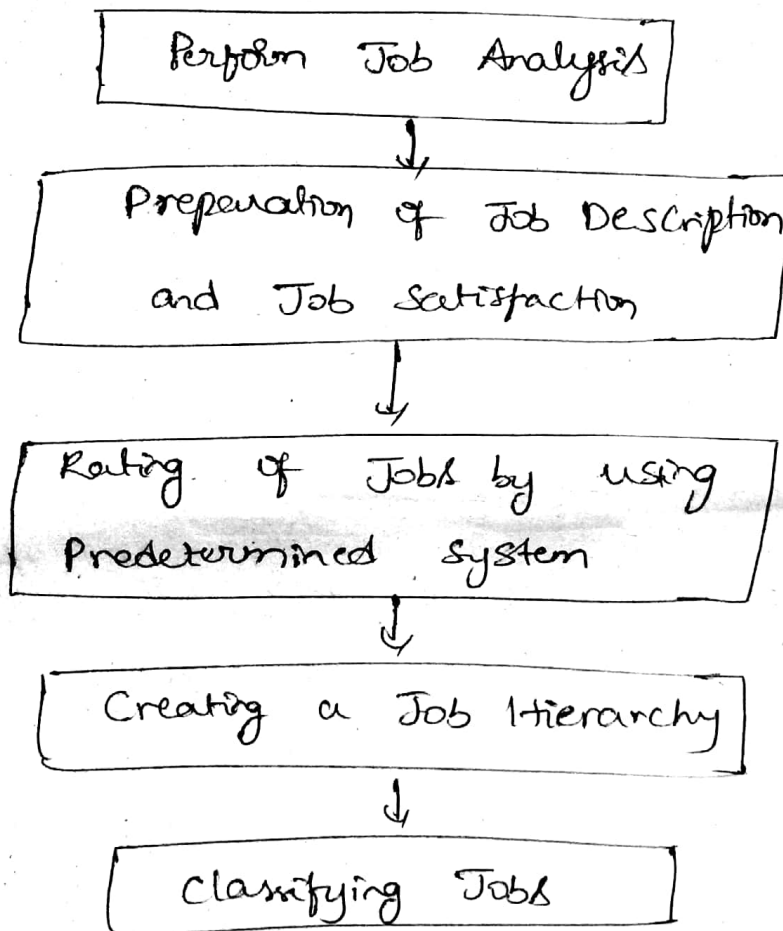 Perform Job Analysis
Preperation of Job Description
and Job Satisfaction
Rating of Jobs by using
Predetermined system
Creating a Job Hierarchy
Classifying Jobs